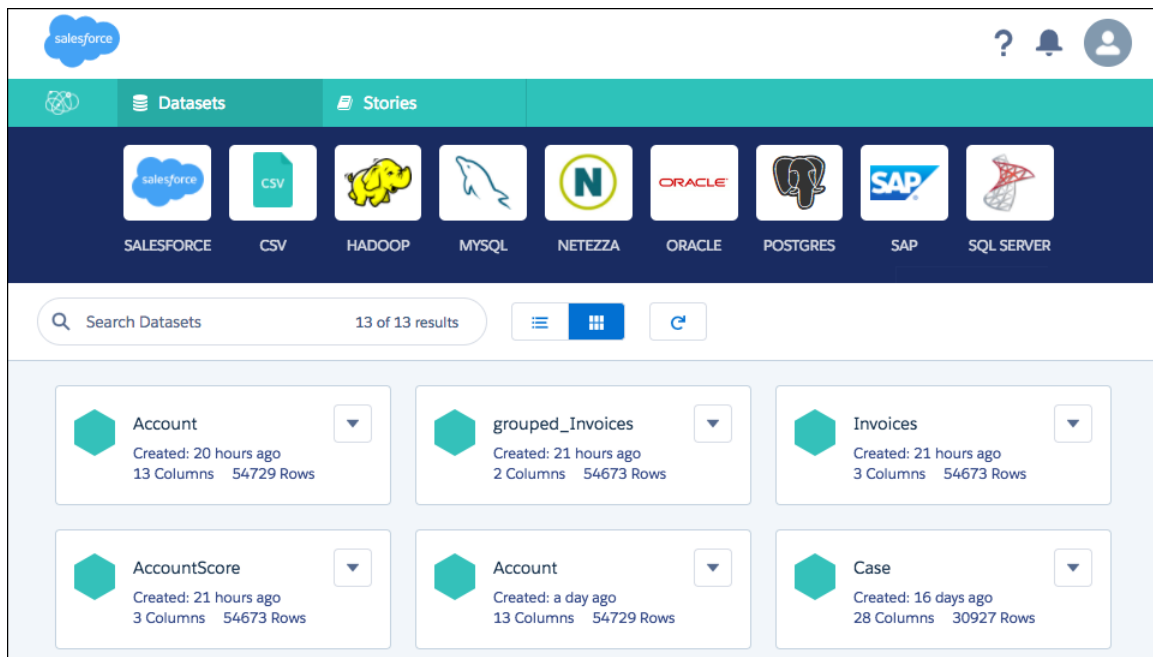 salesforce
Datasets Stories
salesforce CSV N ORACLE SAP
SALESFORCE CSV HADOOP MYSQL NETEZZA ORACLE POSTGRES SAP SQL SERVER
Search Datasets 13 of 13 results
Account grouped_Invoices Invoices
Created: 20 hours ago Created: 21 hours ago Created: 21 hours ago
13 Columns 54729 Rows 2 Columns 54673 Rows 3 Columns 54673 Rows
AccountScore Account Case
Created: 21 hours ago Created: a day ago Created: 16 days ago
3 Columns 54673 Rows 13 Columns 54729 Rows 28 Columns 30927 Rows